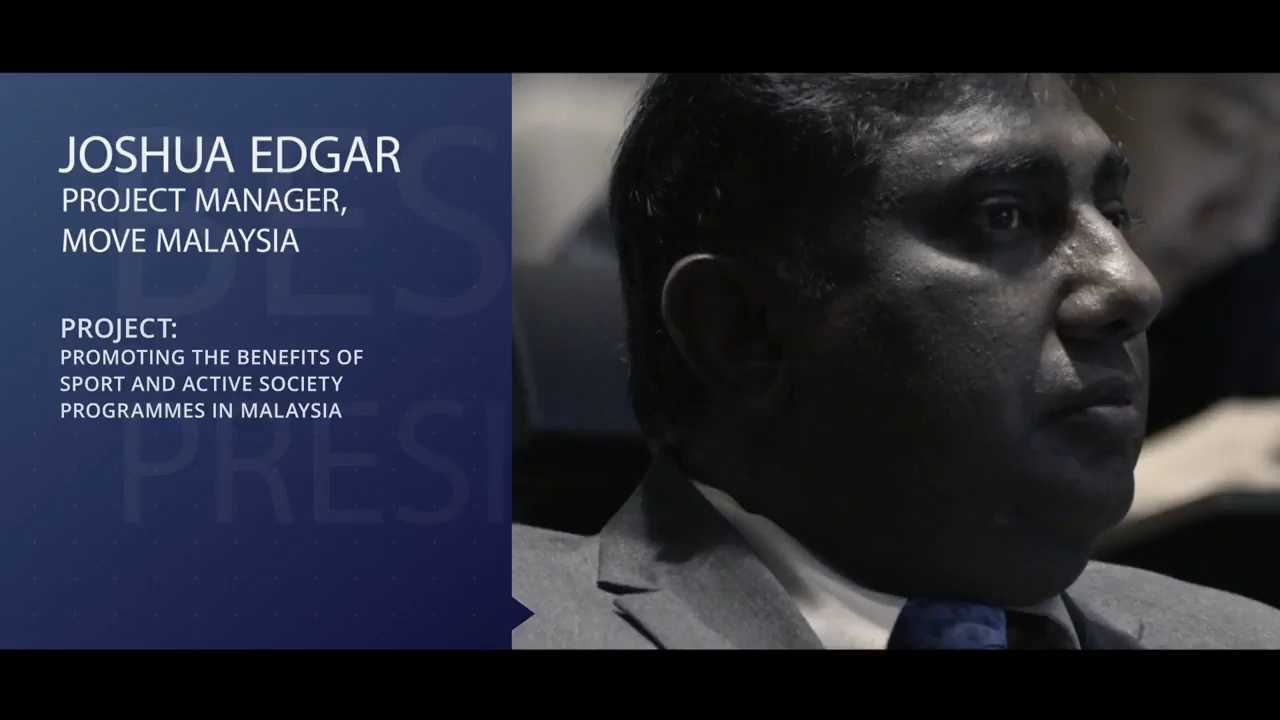 JOSHUA EDGAR
PROJECT MANAGER,
MOVE MALAYSIA
PROJECT:
PROMOTING THE BENEFITS OF
SPORT AND ACTIVE SOCIETY
PROGRAMMES IN MALAYSIA